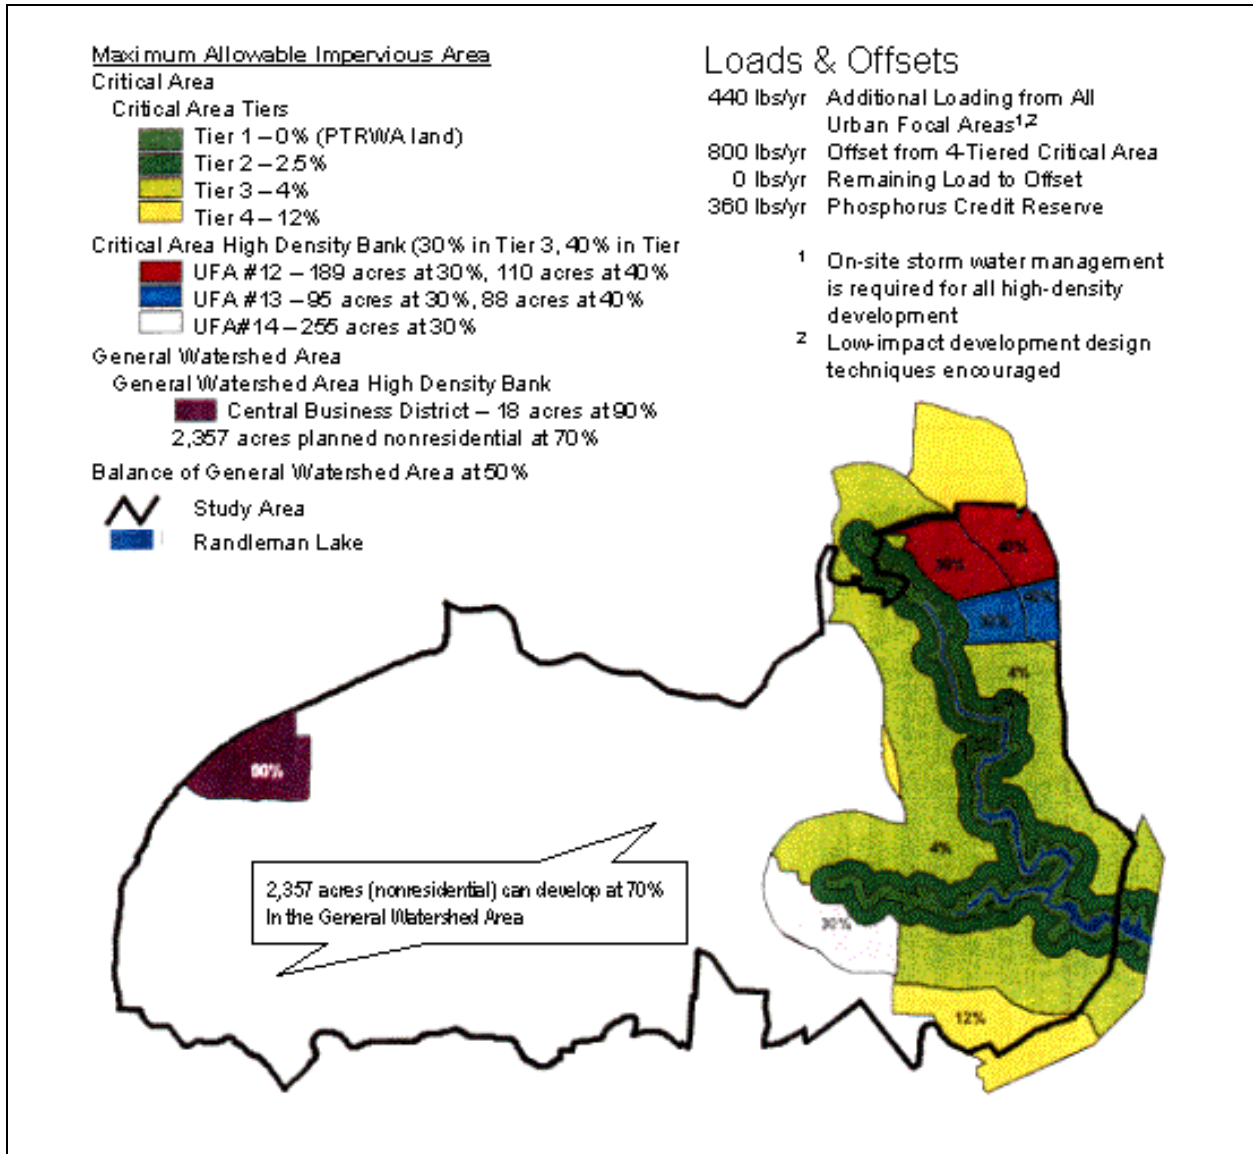 Maximum Allowable Impervious Area
Critical Area
Critical Area Tiers
Tier 1 – 0% (PTRWA land)
Tier 2 – 2.5%
Tier 3 – 4%
Tier 4 – 12%
Critical Area High Density Bank (30% in Tier 3, 40% in Tier
UFA #12 – 189 acres at 30%, 110 acres at 40%
UFA #13 – 95 acres at 30%, 88 acres at 40%
UFA#14 – 255 acres at 30%
General Watershed Area
General Watershed Area High Density Bank
Central Business District – 18 acres at 90%
2,357 acres planned nonresidential at 70%
Balance of General Watershed Area at 50%
Study Area
Randleman Lake
Loads & Offsets
440 lbs/yr Additional Loading from All
Urban Focal Areas1,2
800 lbs/yr Offset from 4-Tiered Critical Area
0 lbs/yr Remaining Load to Offset
360 lbs/yr Phosphorus Credit Reserve
1 On-site storm water management
is required for all high-density
development
2 Low-impact development design
techniques encouraged
40%
30%
40%
30%
4%
90%
4%
2,357 acres (nonresidential) can develop at 70%
In the General Watershed Area
30%
12%